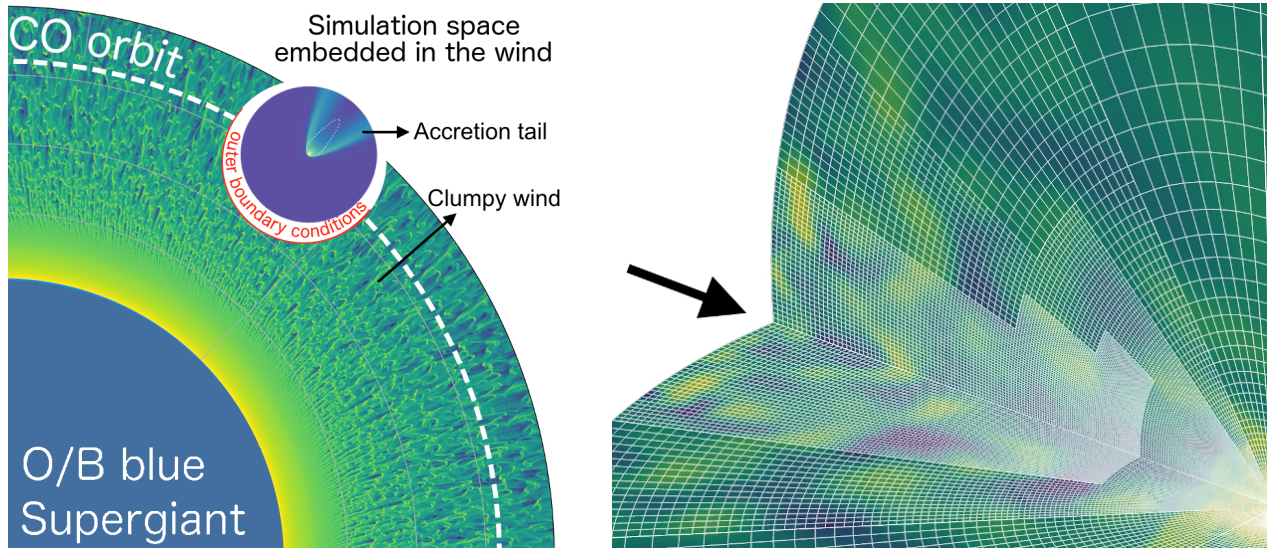 CO orbit
Simulation space
embedded in the wind
Accretion tail
outer boundary conditions
Clumpy wind
O/B blue
Supergiant